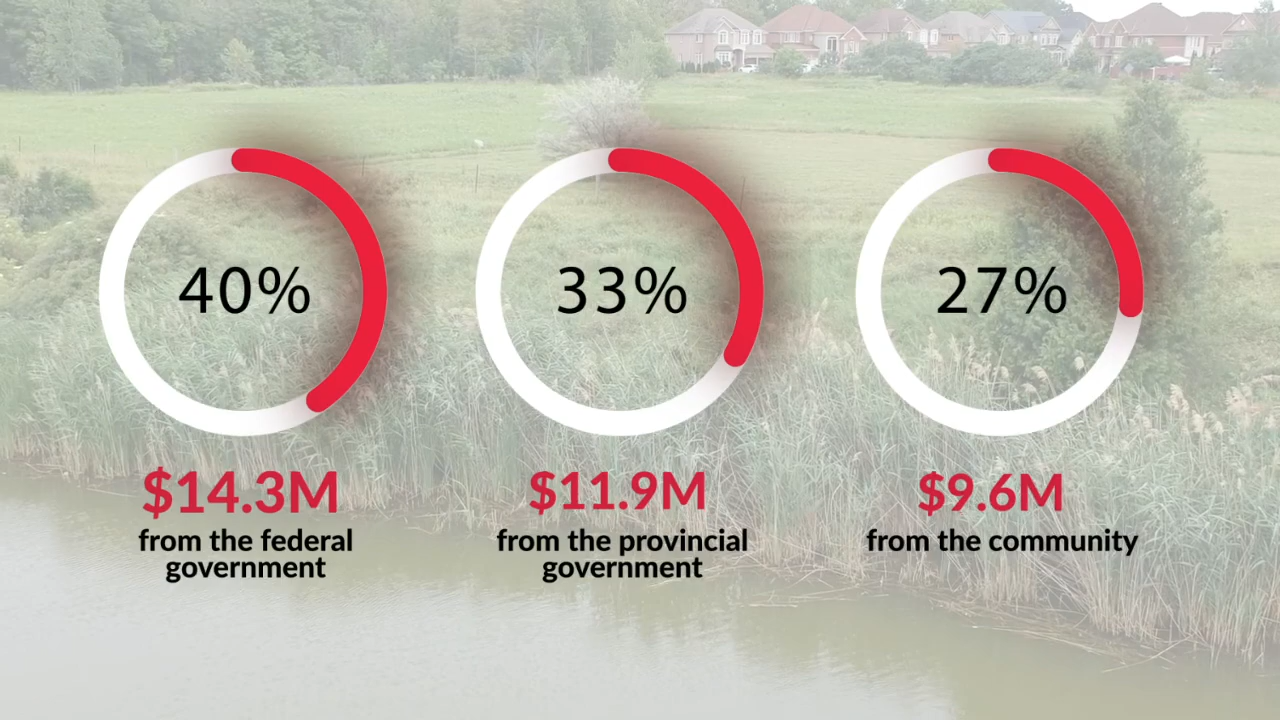 40%
33%
27%
$14.3M
from the federal
government
$11.9M
from the provincial
government
$9.6M
from the community